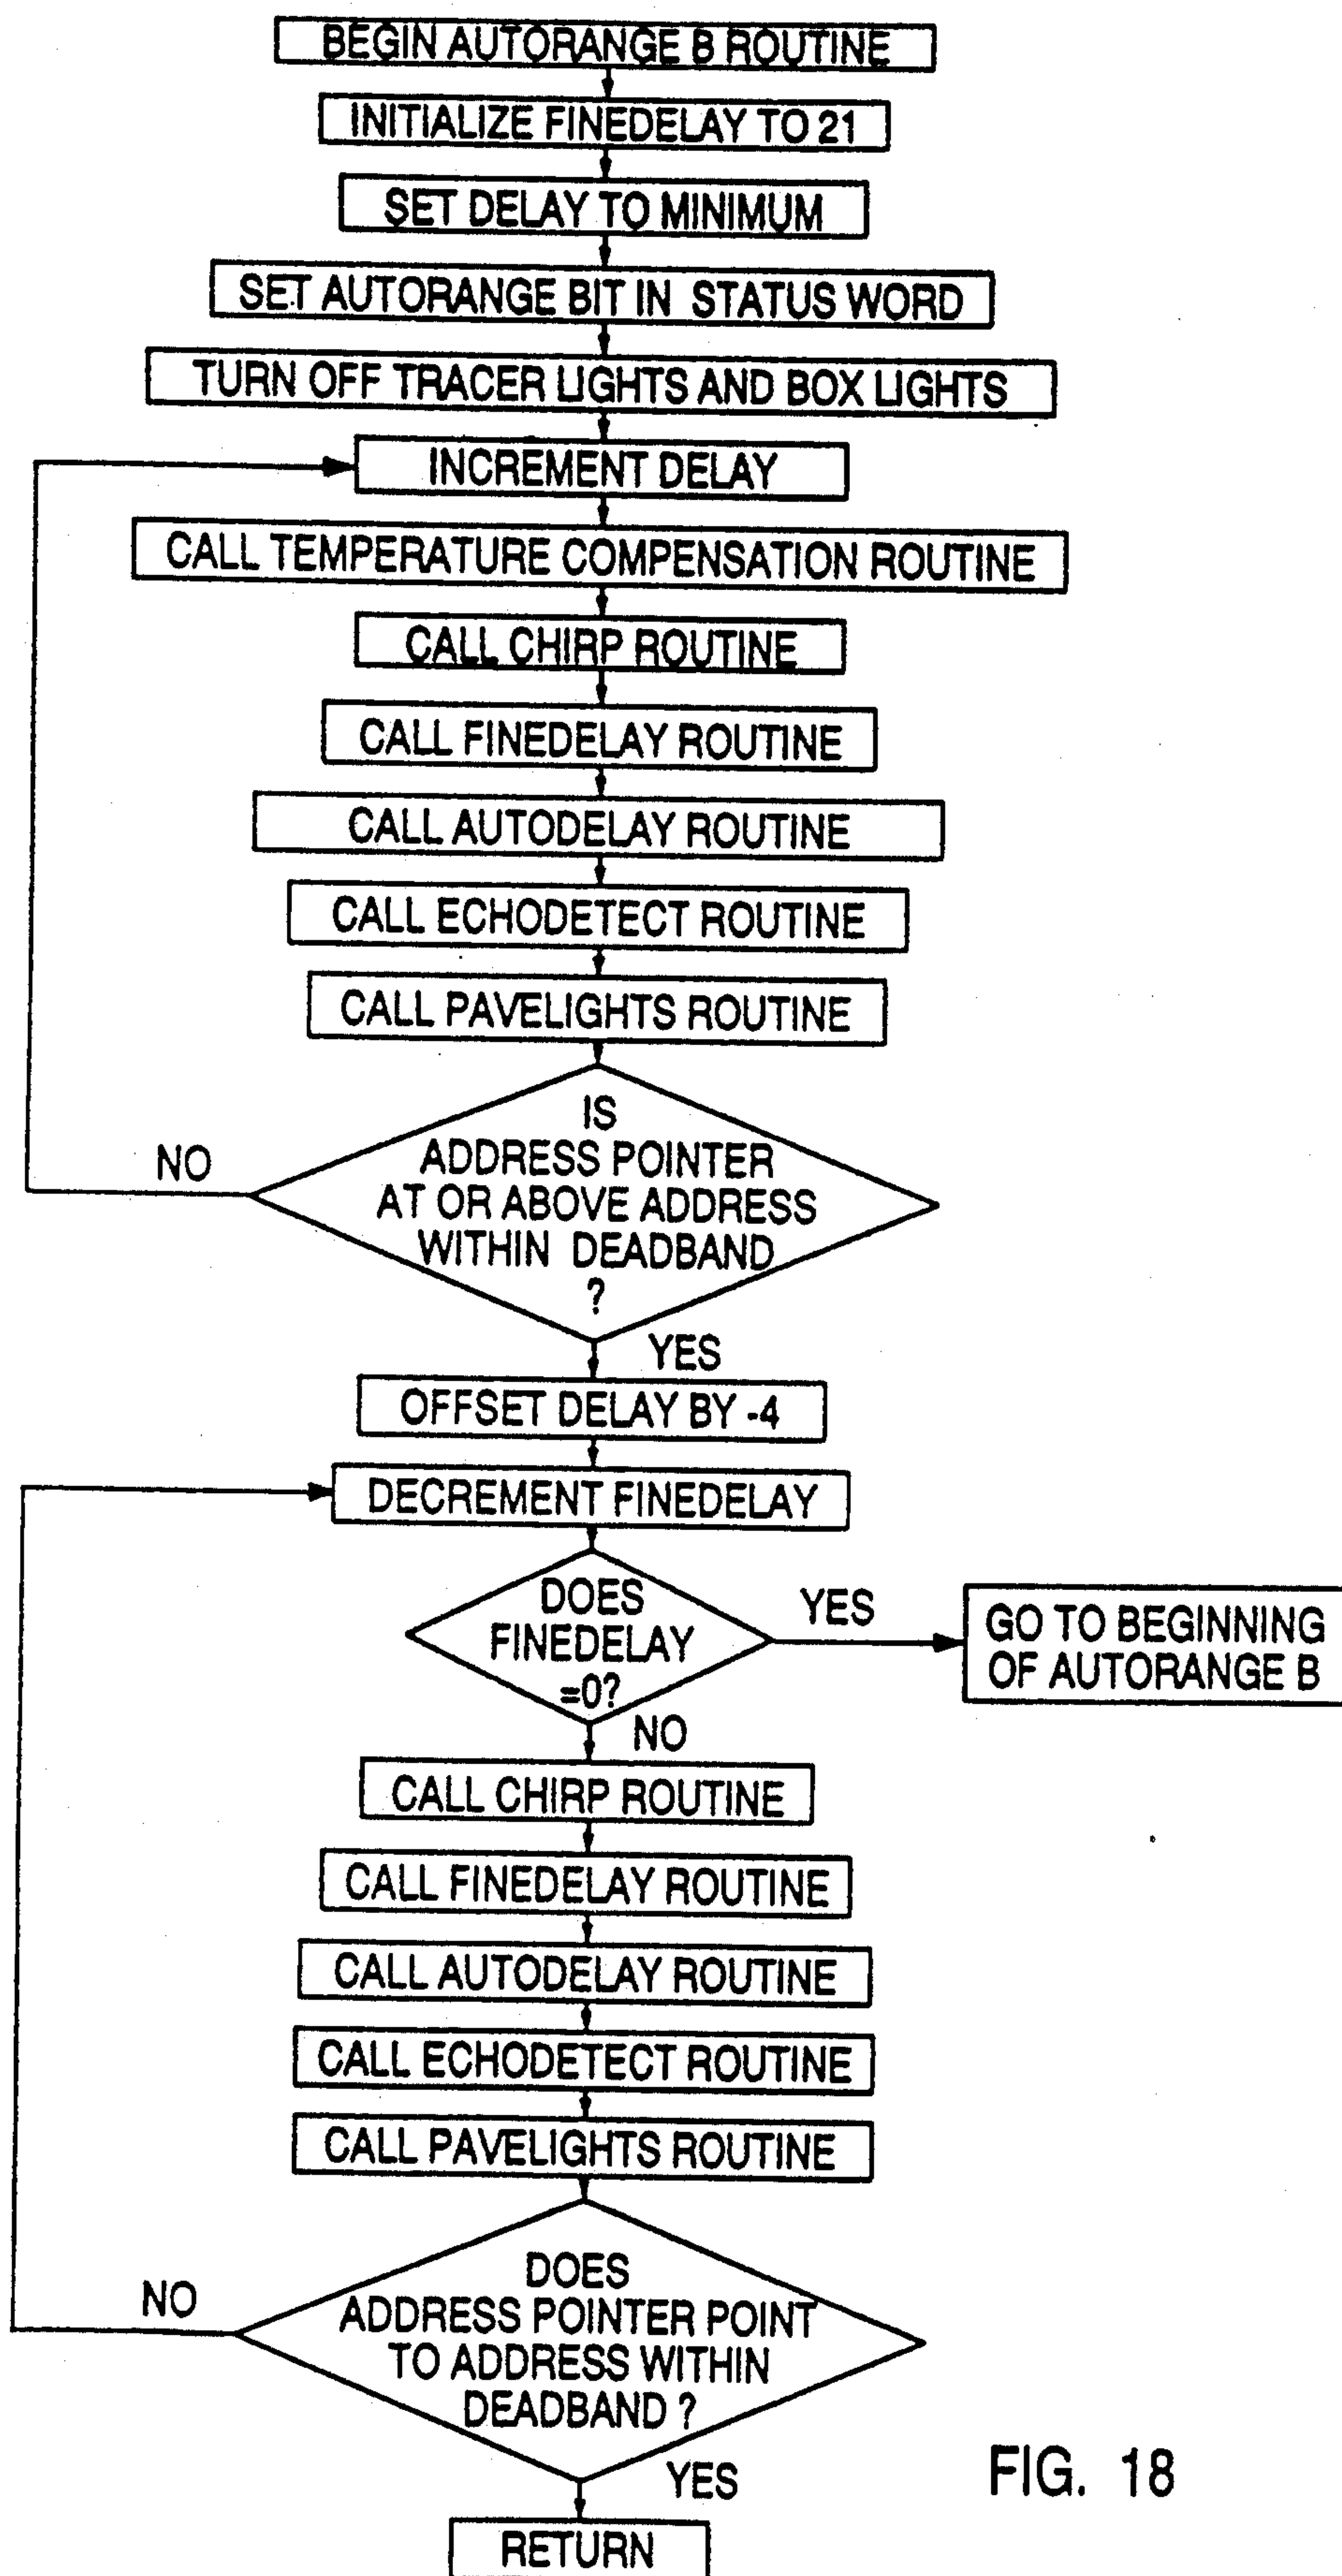 BEGIN AUTORANGE B ROUTINE
INITIALIZE FINEDELAY TO 21
SET DELAY TO MINIMUM
SET AUTORANGE BIT IN STATUS WORD
TURN OFF TRACER LIGHTS AND BOX LIGHTS
INCREMENT DELAY
CALL TEMPERATURE COMPENSATION ROUTINE
CALL CHIRP ROUTINE
CALL FINEDELAY ROUTINE
CALL AUTODELAY ROUTINE
CALL ECHODETECT ROUTINE
CALL PAVELIGHTS ROUTINE
IS
ADDRESS POINTER
AT OR ABOVE ADDRESS
WITHIN DEADBAND
?
NO
YES
OFFSET DELAY BY -4
DECREMENT FINEDELAY
DOES
FINEDELAY
=0?
YES
GO TO BEGINNING
OF AUTORANGE B
NO
CALL CHIRP ROUTINE
CALL FINEDELAY ROUTINE
CALL AUTODELAY ROUTINE
CALL ECHODETECT ROUTINE
CALL PAVELIGHTS ROUTINE
DOES
ADDRESS POINTER POINT
TO ADDRESS WITHIN
DEADBAND ?
NO
YES
RETURN
FIG. 18